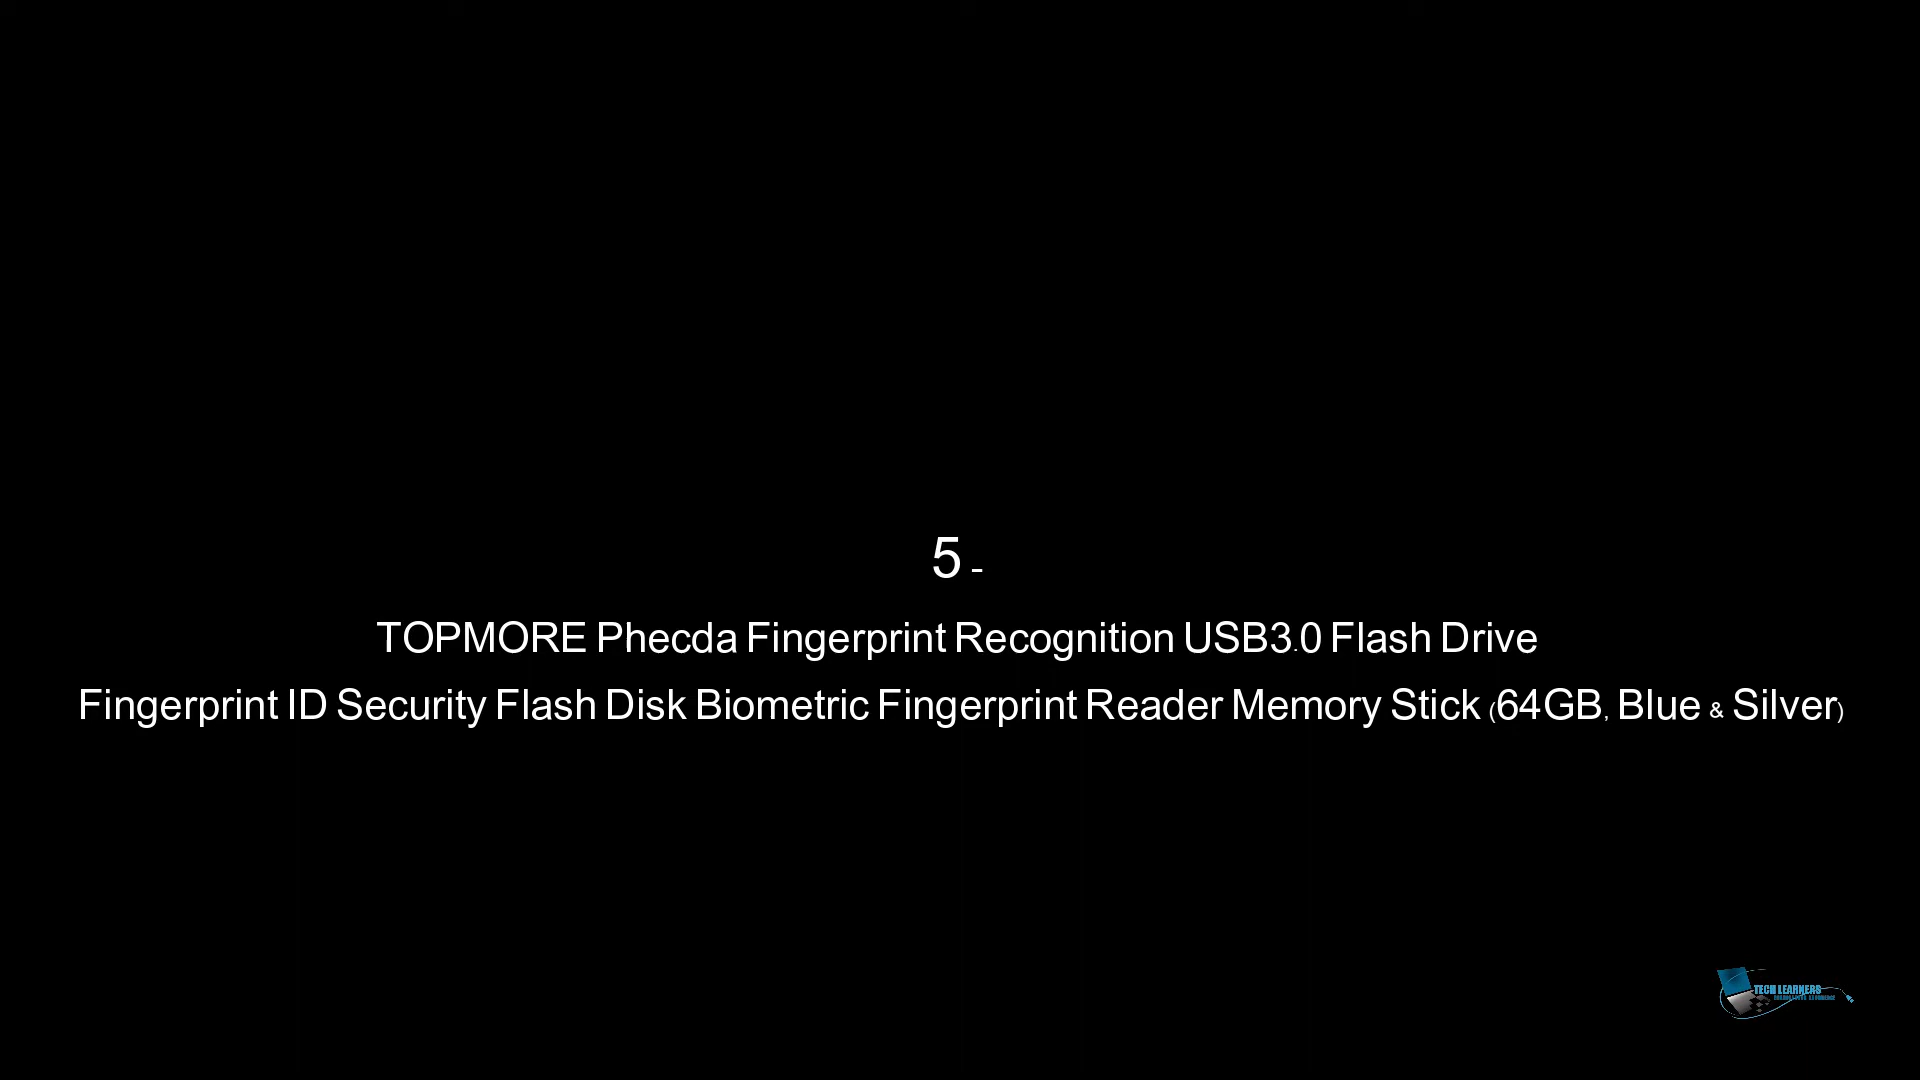 5 -
TOPMORE Phecda Fingerprint Recognition USB3.0 Flash Drive
Fingerprint ID Security Flash Disk Biometric Fingerprint Reader Memory Stick (64GB, Blue & Silver)
TECH LEARNERS